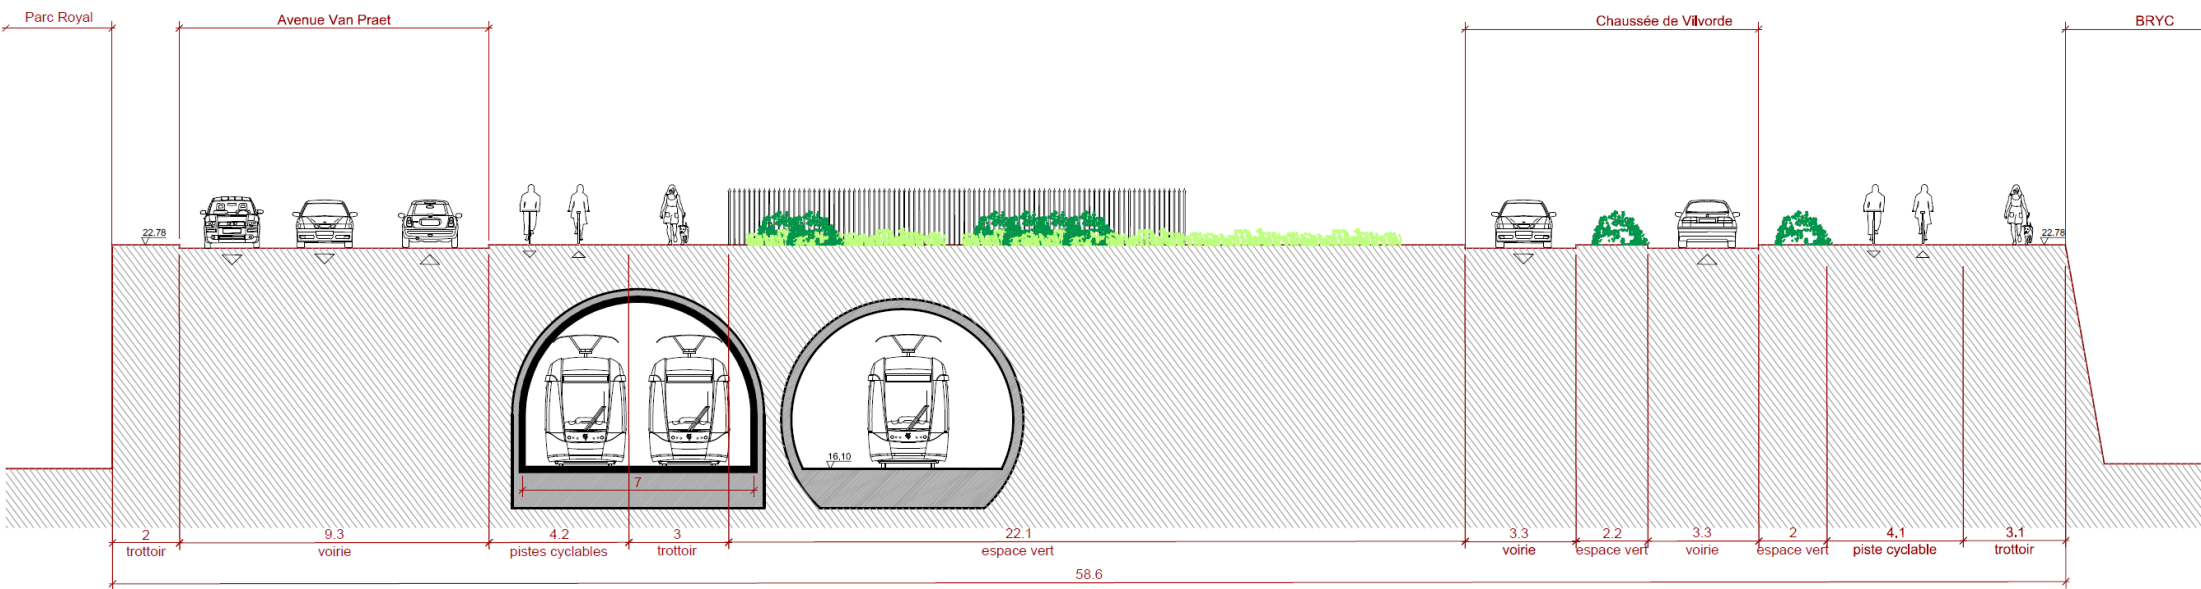 Parc Royal
Avenue Van Praet
Chaussée de Vilvorde
BRYC
22.78
22.78
16,10
7
2
9.3
4.2
3
22.1
3.3
2.2
3.3
2
4.1
3.1
trottoir
voirie
pistes cyclables
trottoir
espace vert
voirie
espace vert
voirie
espace vert
piste cyclable
trottoir
58.6